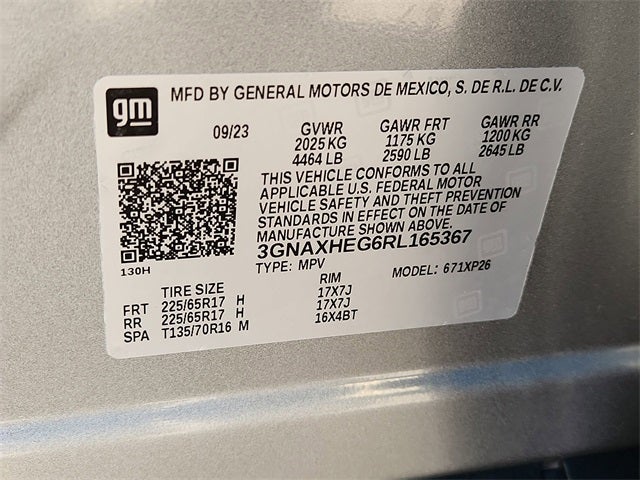 gm
MFD BY GENERAL MOTORS DE MEXICO, S. DE R.L. DE C.V.
09/23 GVWR GAWR FRT GAWR RR
2025 KG 1175 KG 1200 KG
4464 LB 2590 LB 2645 LB
THIS VEHICLE CONFORMS TO ALL
APPLICABLE U.S. FEDERAL MOTOR
VEHICLE SAFETY AND THEFT PREVENTION
STANDARDS IN EFFECT ON THE DATE OF
MANUFACTURE SHOWN ABOVE.
3GNAXHEG6RL165367
130H TYPE: MPV MODEL: 671XP26
TIRE SIZE RIM
FRT 225/65R17 H 17X7J
RR 225/65R17 H 17X7J
SPA T135/70R16 M 16X4BT